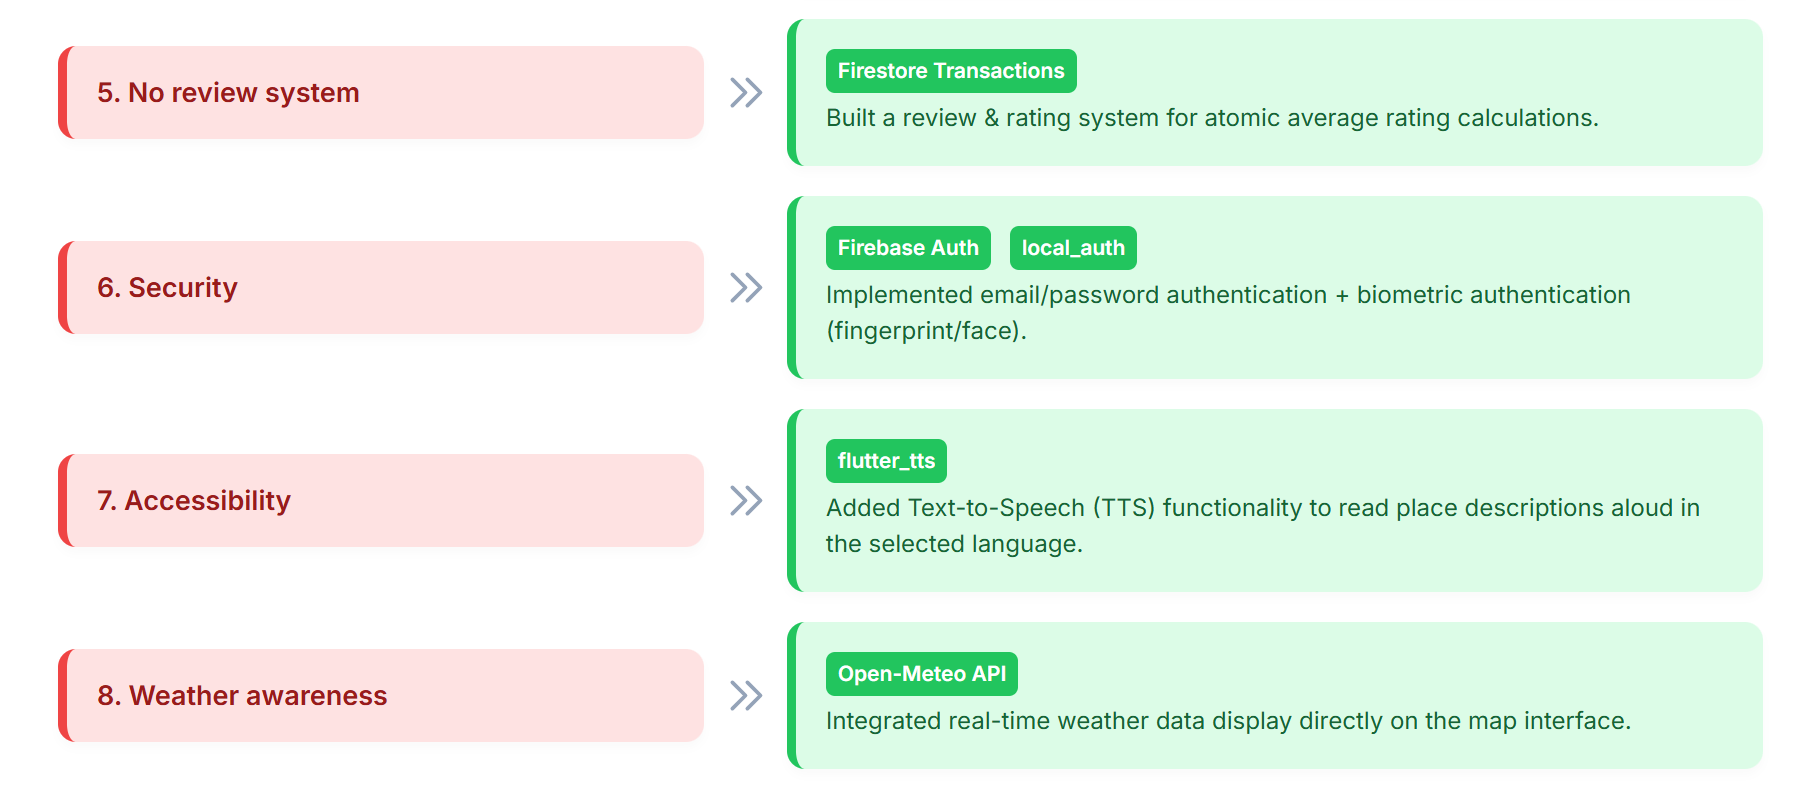 5. No review system
Firestore Transactions
Built a review & rating system for atomic average rating calculations.
6. Security
Firebase Auth
local_auth
Implemented email/password authentication + biometric authentication
(fingerprint/face).
7. Accessibility
flutter_tts
Added Text-to-Speech (TTS) functionality to read place descriptions aloud in
the selected language.
8. Weather awareness
Open-Meteo API
Integrated real-time weather data display directly on the map interface.